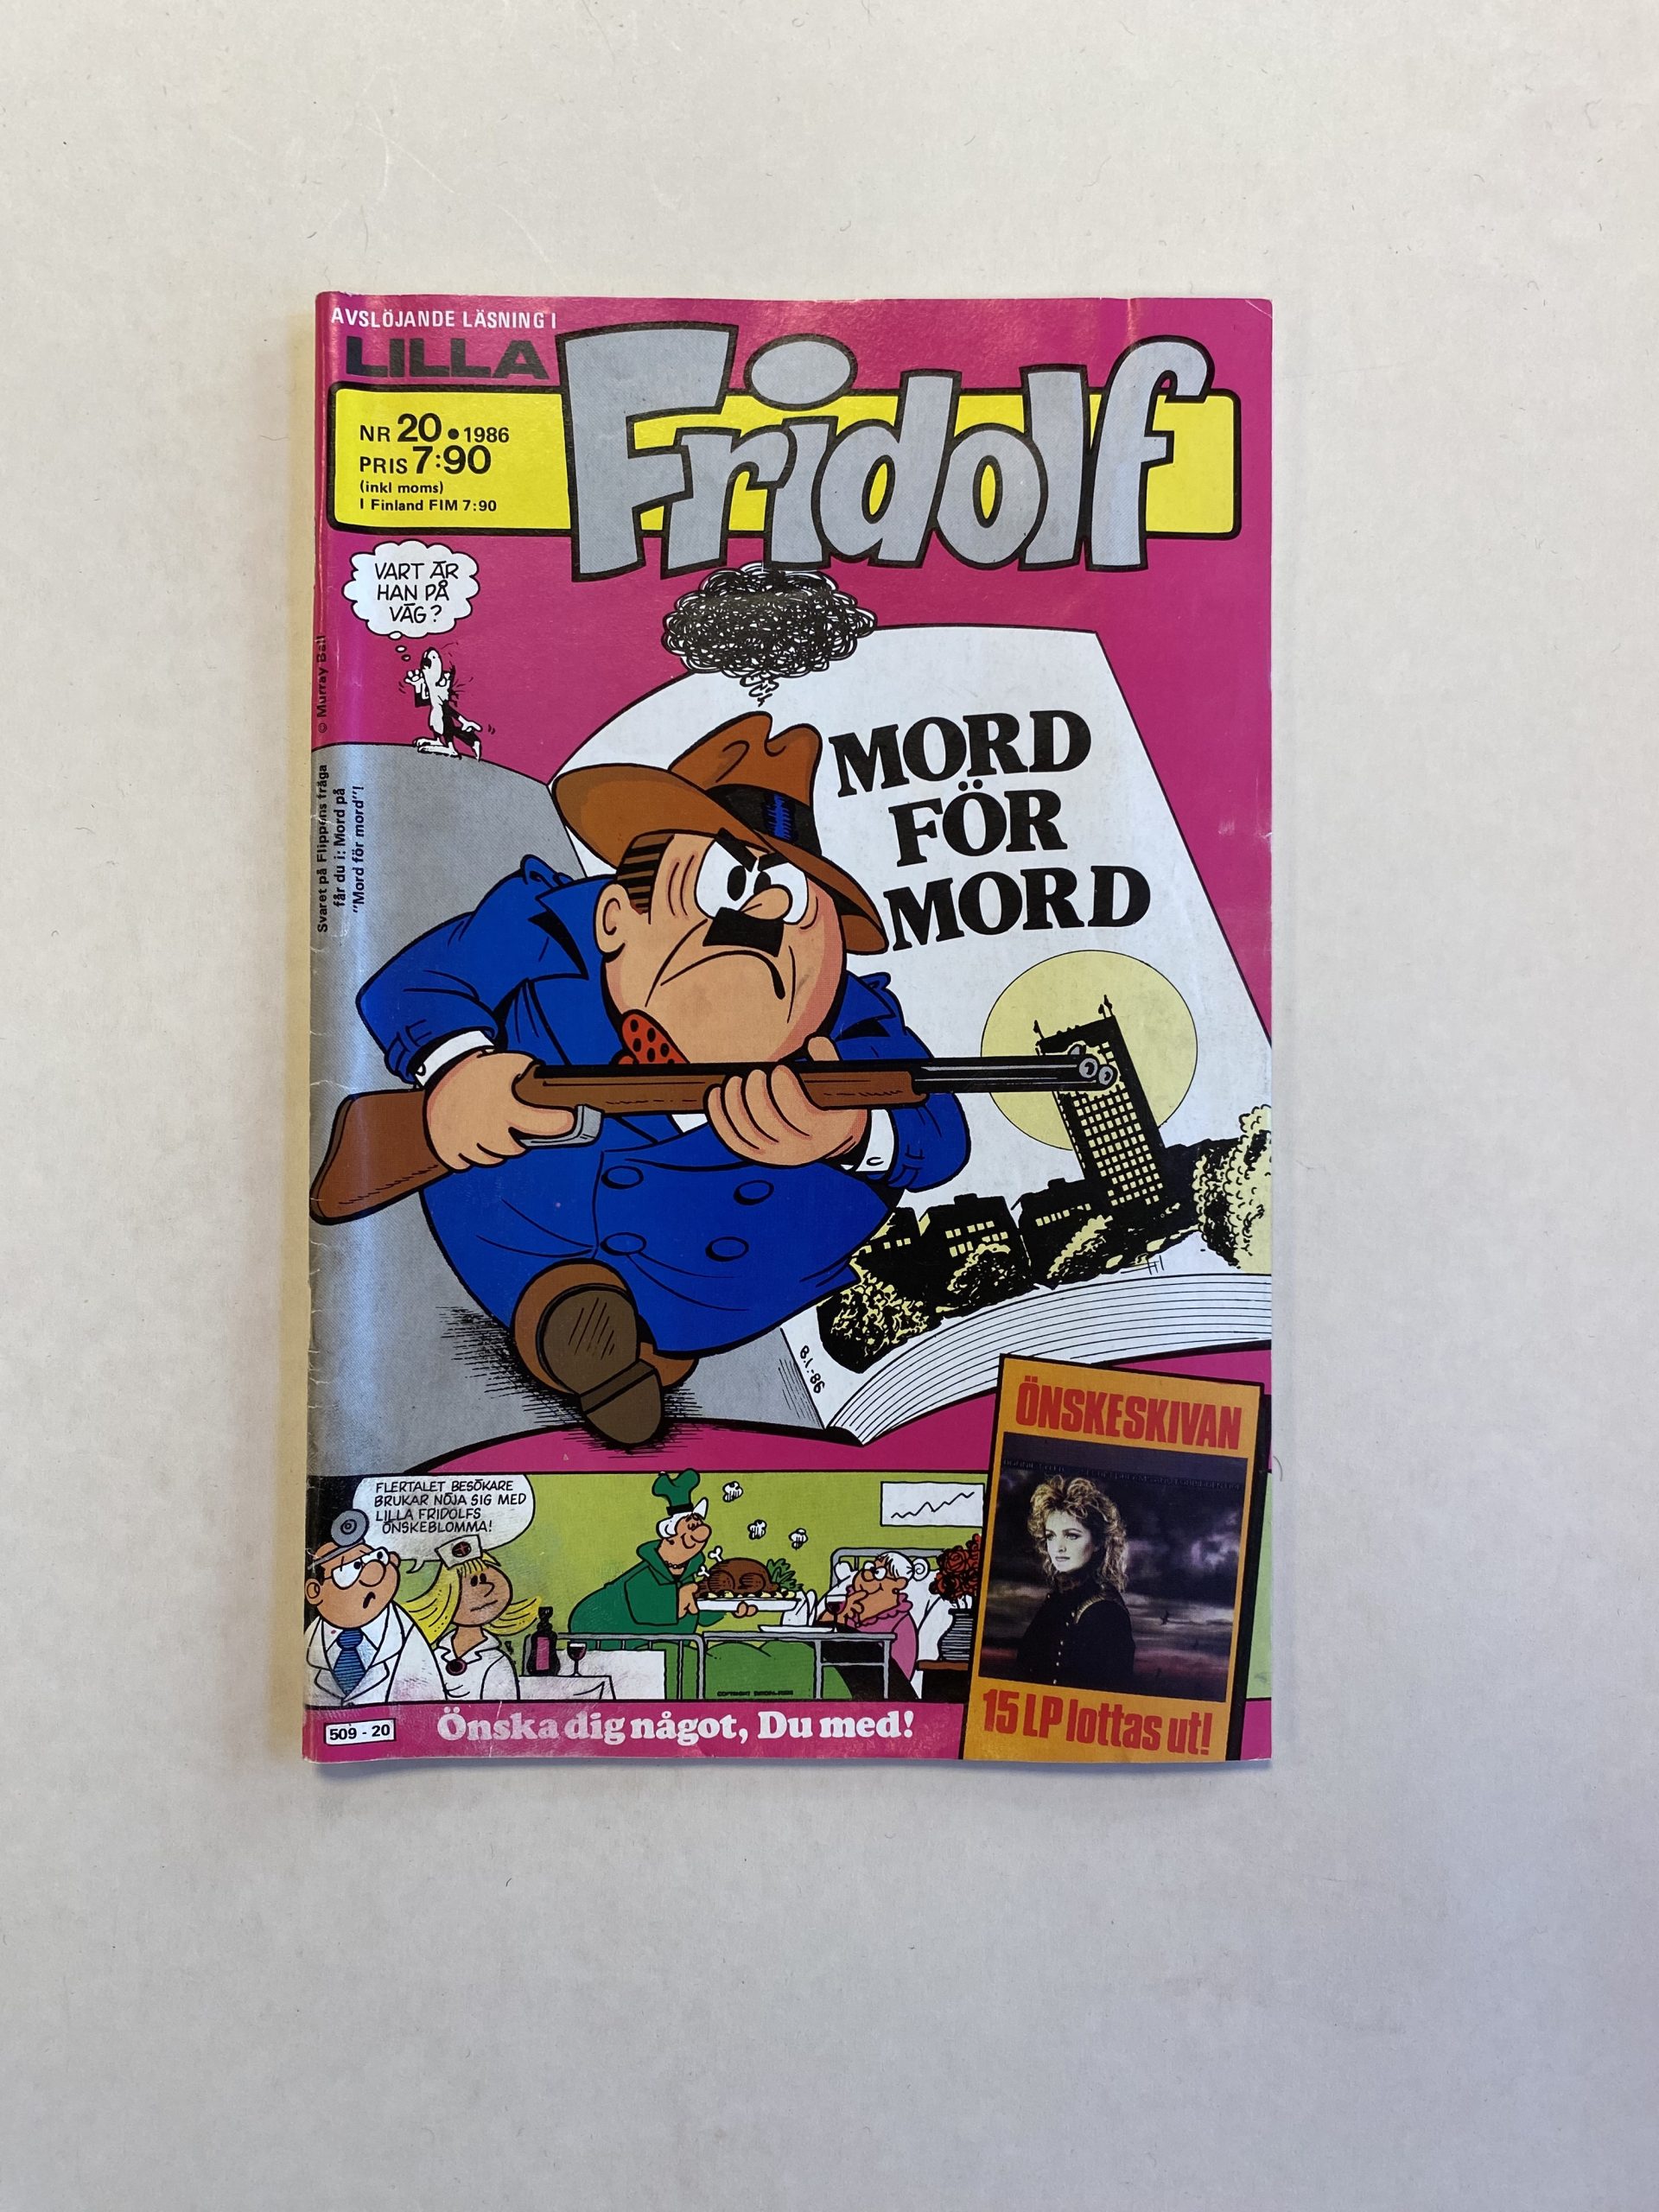 AVSLÖJANDE LÄSNING I
LILLA
Fridolf
NR 20 • 1986
PRIS 7:90
(inkl moms)
I Finland FIM 7:90
VART ÄR
HAN PÅ
VÄG?
© Murray Ball
Svaret på Flippens fråga
får du i: Mord på
"Mord för mord"!
MORD
FÖR
MORD
8.1.-86
ÖNSKESKIVAN
15 LP lottas ut!
FLERTALET BESÖKARE
BRUKAR NÖJA SIG MED
LILLA FRIDOLFS
ÖNSKEBLOMMA!
509 - 20
Önska dig något, Du med!